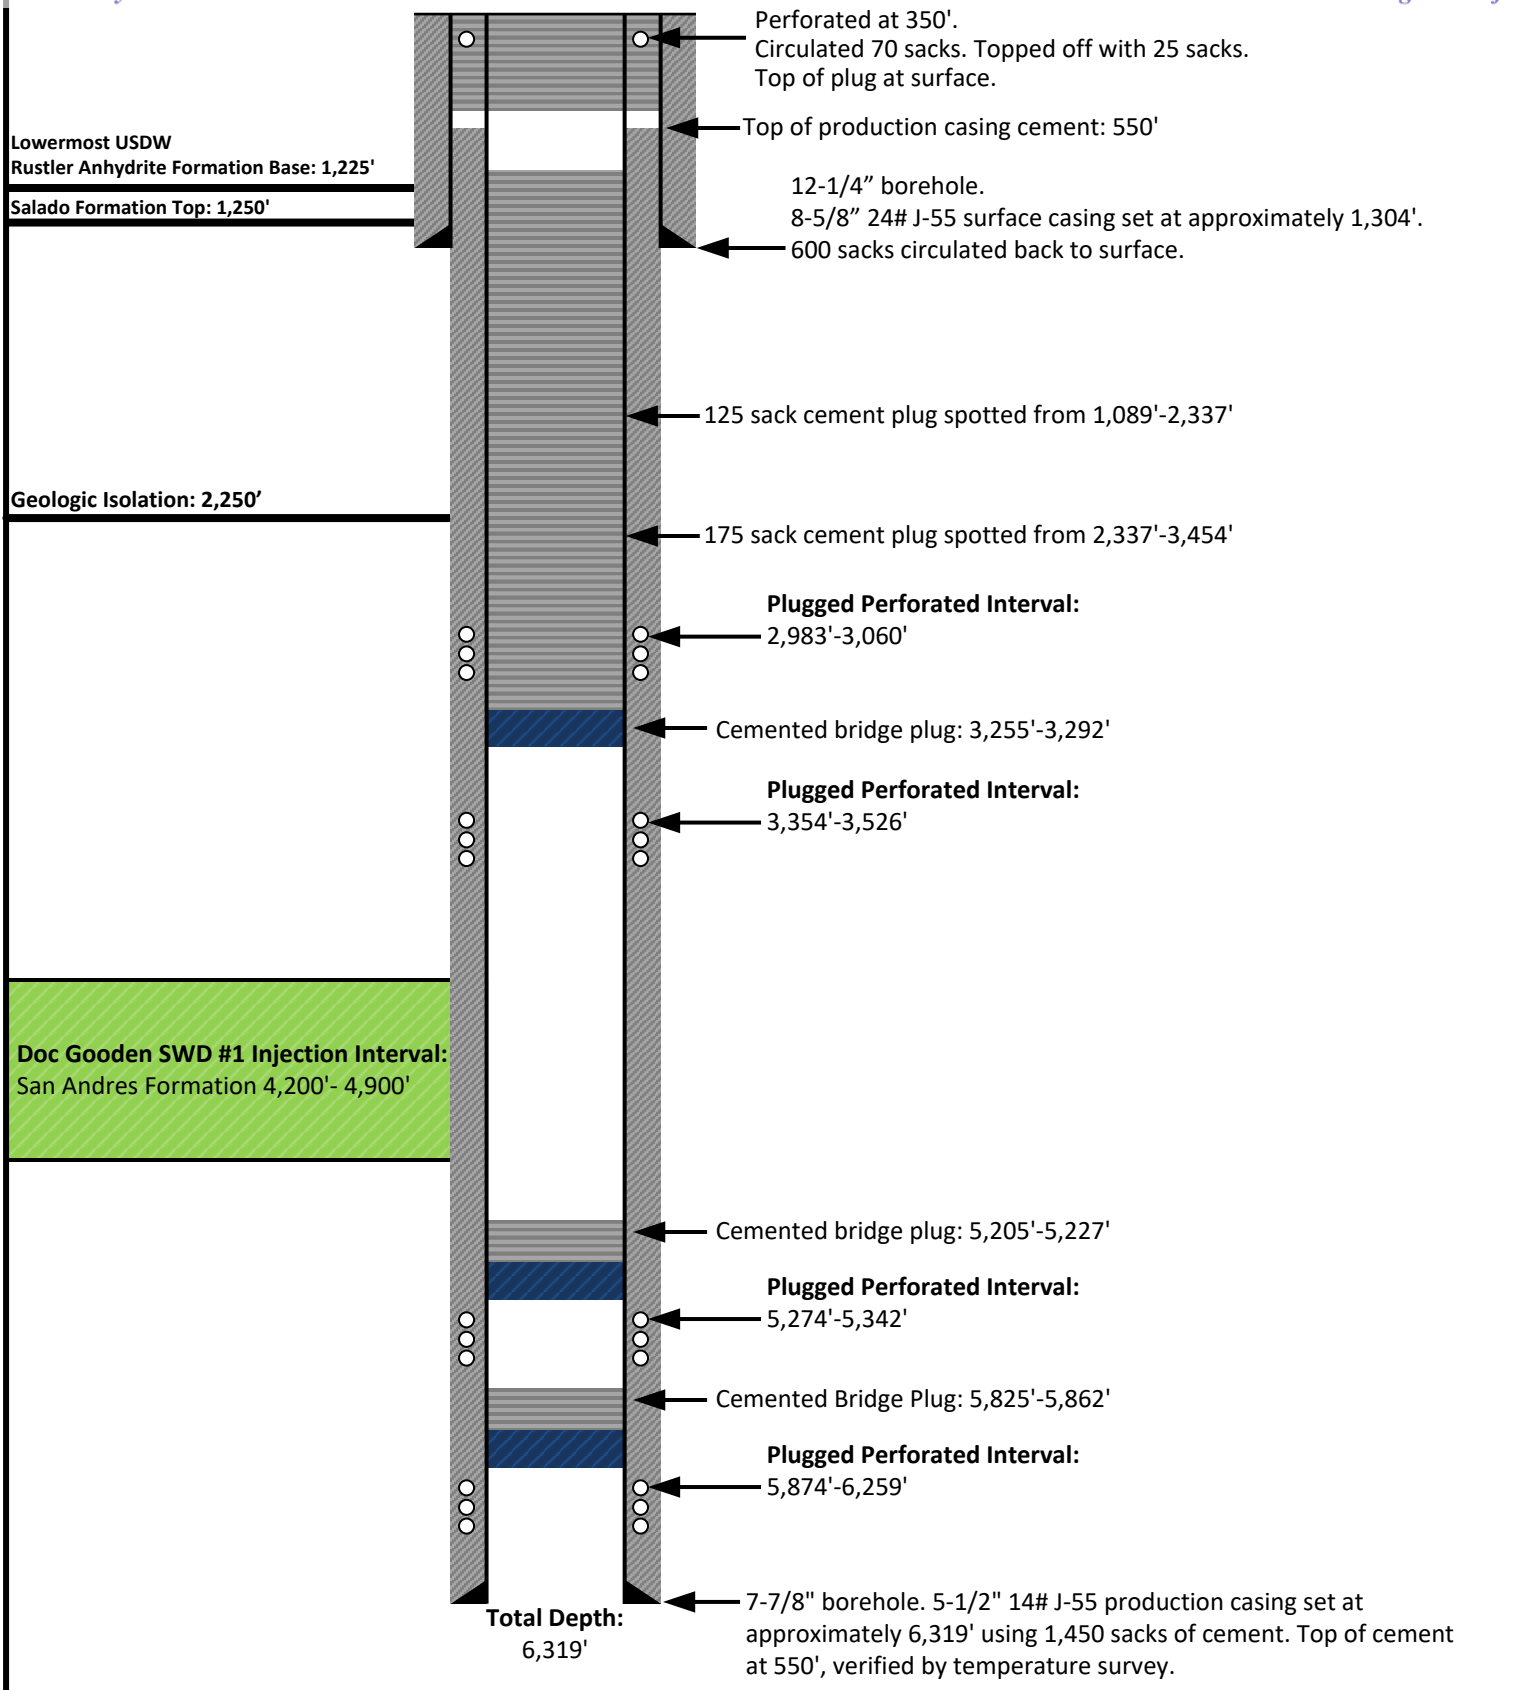 Perforated at 350'.
Circulated 70 sacks. Topped off with 25 sacks.
Top of plug at surface.
Top of production casing cement: 550'
Lowermost USDW
Rustler Anhydrite Formation Base: 1,225'
12-1/4” borehole.
8-5/8” 24# J-55 surface casing set at approximately 1,304'.
600 sacks circulated back to surface.
Salado Formation Top: 1,250'
125 sack cement plug spotted from 1,089'-2,337'
Geologic Isolation: 2,250’
175 sack cement plug spotted from 2,337'-3,454'
Plugged Perforated Interval:
2,983'-3,060'
Cemented bridge plug: 3,255'-3,292'
Plugged Perforated Interval:
3,354'-3,526'
Doc Gooden SWD #1 Injection Interval:
San Andres Formation 4,200'- 4,900'
Cemented bridge plug: 5,205'-5,227'
Plugged Perforated Interval:
5,274'-5,342'
Cemented Bridge Plug: 5,825'-5,862'
Plugged Perforated Interval:
5,874'-6,259'
Total Depth:
6,319'
7-7/8" borehole. 5-1/2" 14# J-55 production casing set at
approximately 6,319' using 1,450 sacks of cement. Top of cement
at 550', verified by temperature survey.